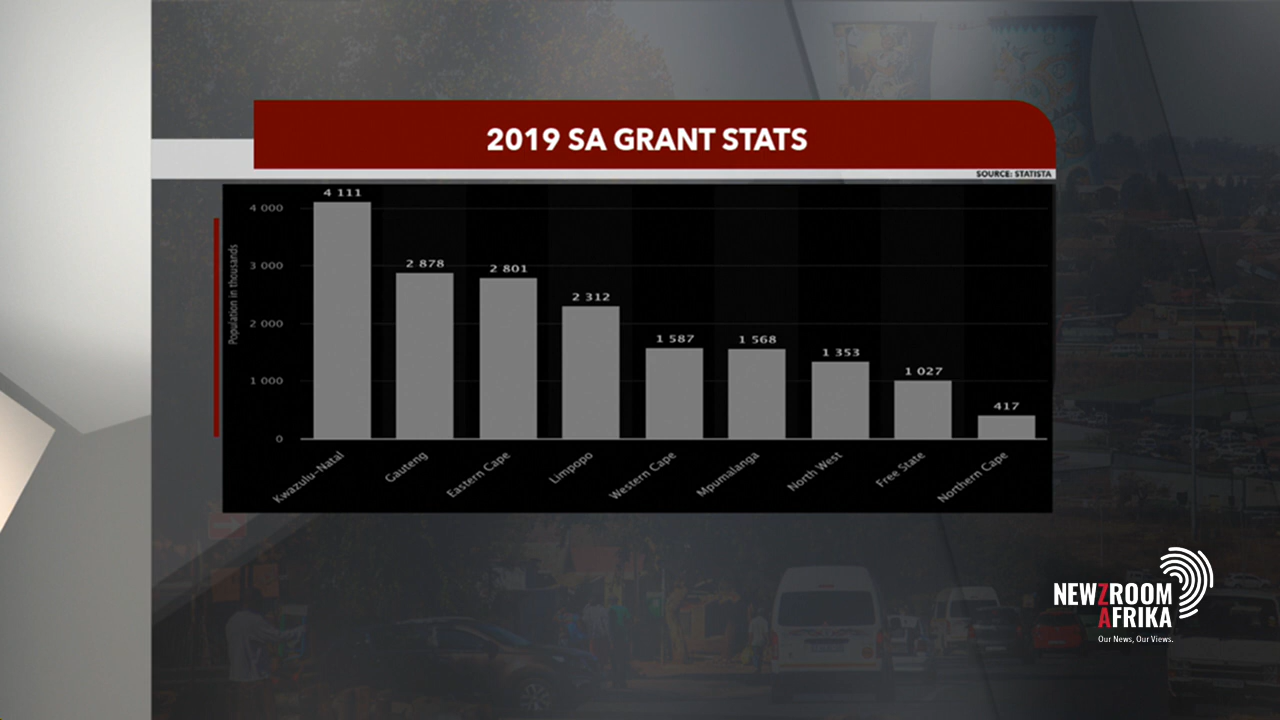 2019 SA GRANT STATS
SOURCE: STATISTA
Population in thousands
4 000
3 000
2 000
1 000
0
4 111
2 878
2 801
2 312
1 587
1 568
1 353
1 027
417
Kwazulu-Natal
Gauteng
Eastern Cape
Limpopo
Western Cape
Mpumalanga
North West
Free State
Northern Cape
NEWZROOM
AFRIKA
Our News, Our Views.